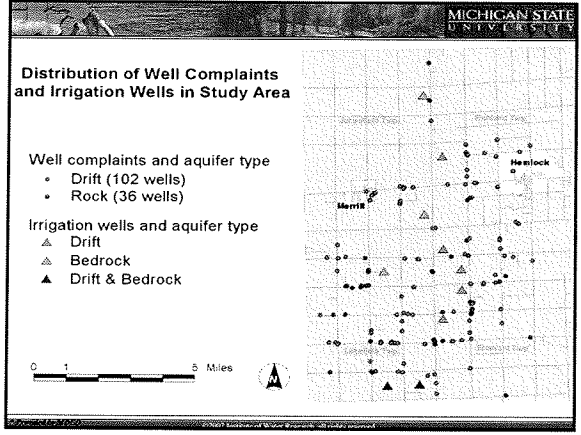 MICHIGAN STATE
UNIVERSITY
Distribution of Well Complaints
and Irrigation Wells in Study Area
Well complaints and aquifer type
Drift (102 wells)
Rock (36 wells)
Irrigation wells and aquifer type
Drift
Bedrock
Drift & Bedrock
0 1 5 Miles
N
Hemlock
Merrill